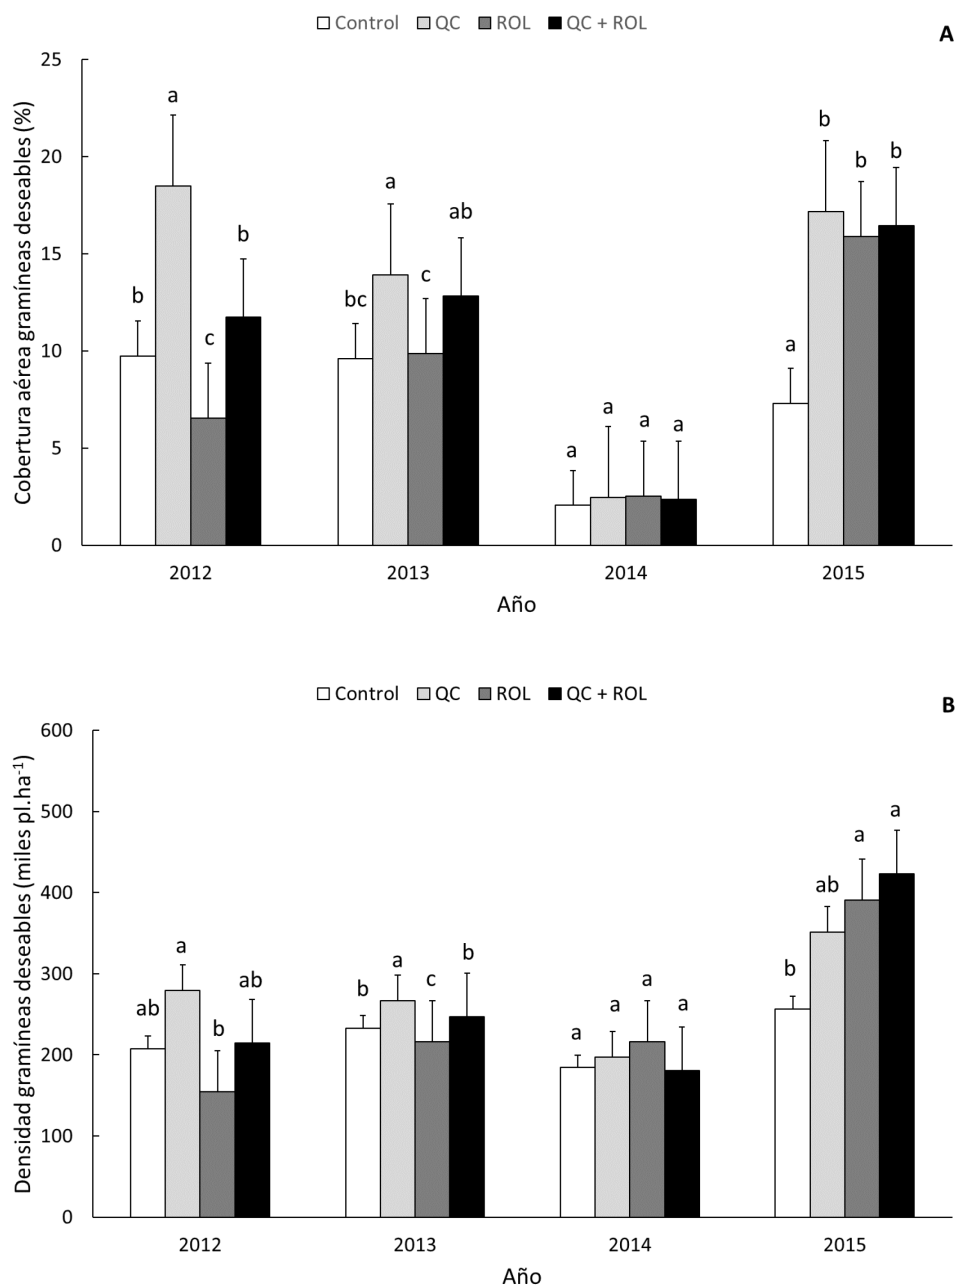 Control QC ROL QC + ROL
A
Cobertura aérea gramíneas deseables (%)
25
20
15
10
5
0
b a c b
bc a c ab
a a a a
a b b b
2012 2013 2014 2015
Año
Control QC ROL QC + ROL
B
Densidad gramíneas deseables (miles pl.ha⁻¹)
600
500
400
300
200
100
0
ab a b ab
b a c b
a a a a
b ab a a
2012 2013 2014 2015
Año